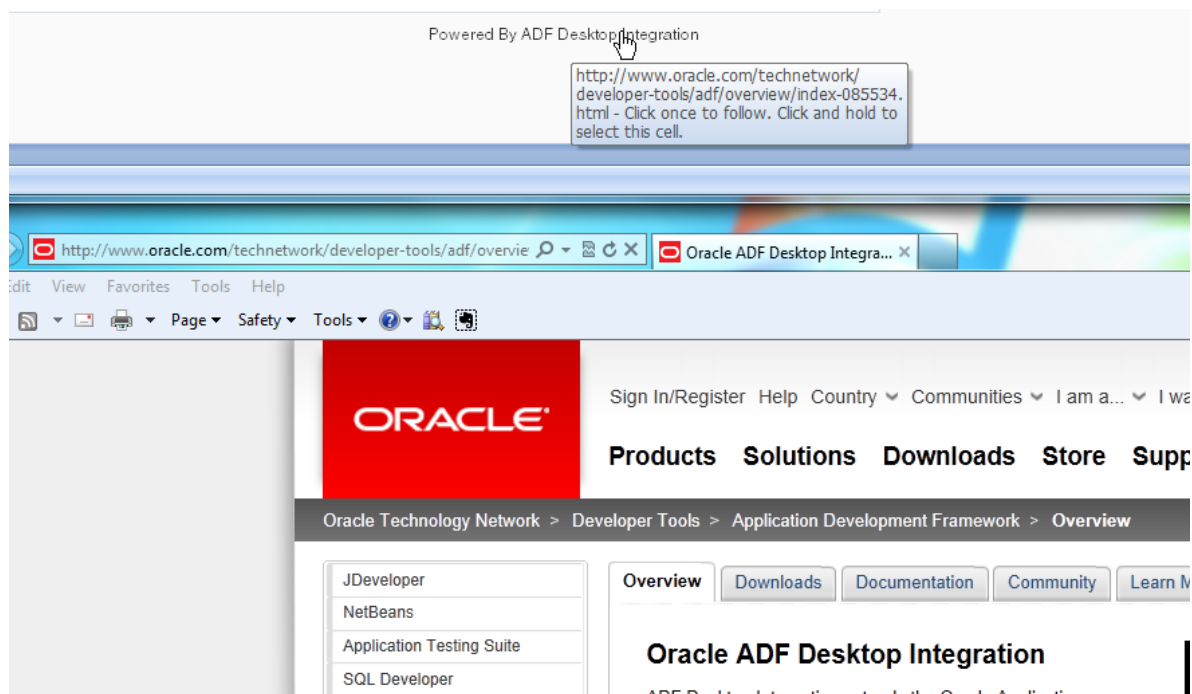 Powered By ADF Desktop Integration
http://www.oracle.com/technetwork/
developer-tools/adf/overview/index-085534.
html - Click once to follow. Click and hold to
select this cell.
http://www.oracle.com/technetwork/developer-tools/adf/overvie
Oracle ADF Desktop Integra...
dit View Favorites Tools Help
Page Safety Tools
ORACLE
Sign In/Register Help Country Communities I am a... I wa
Products Solutions Downloads Store Supp
Oracle Technology Network > Developer Tools > Application Development Framework > Overview
JDeveloper
NetBeans
Application Testing Suite
SQL Developer
Overview Downloads Documentation Community Learn M
Oracle ADF Desktop Integration